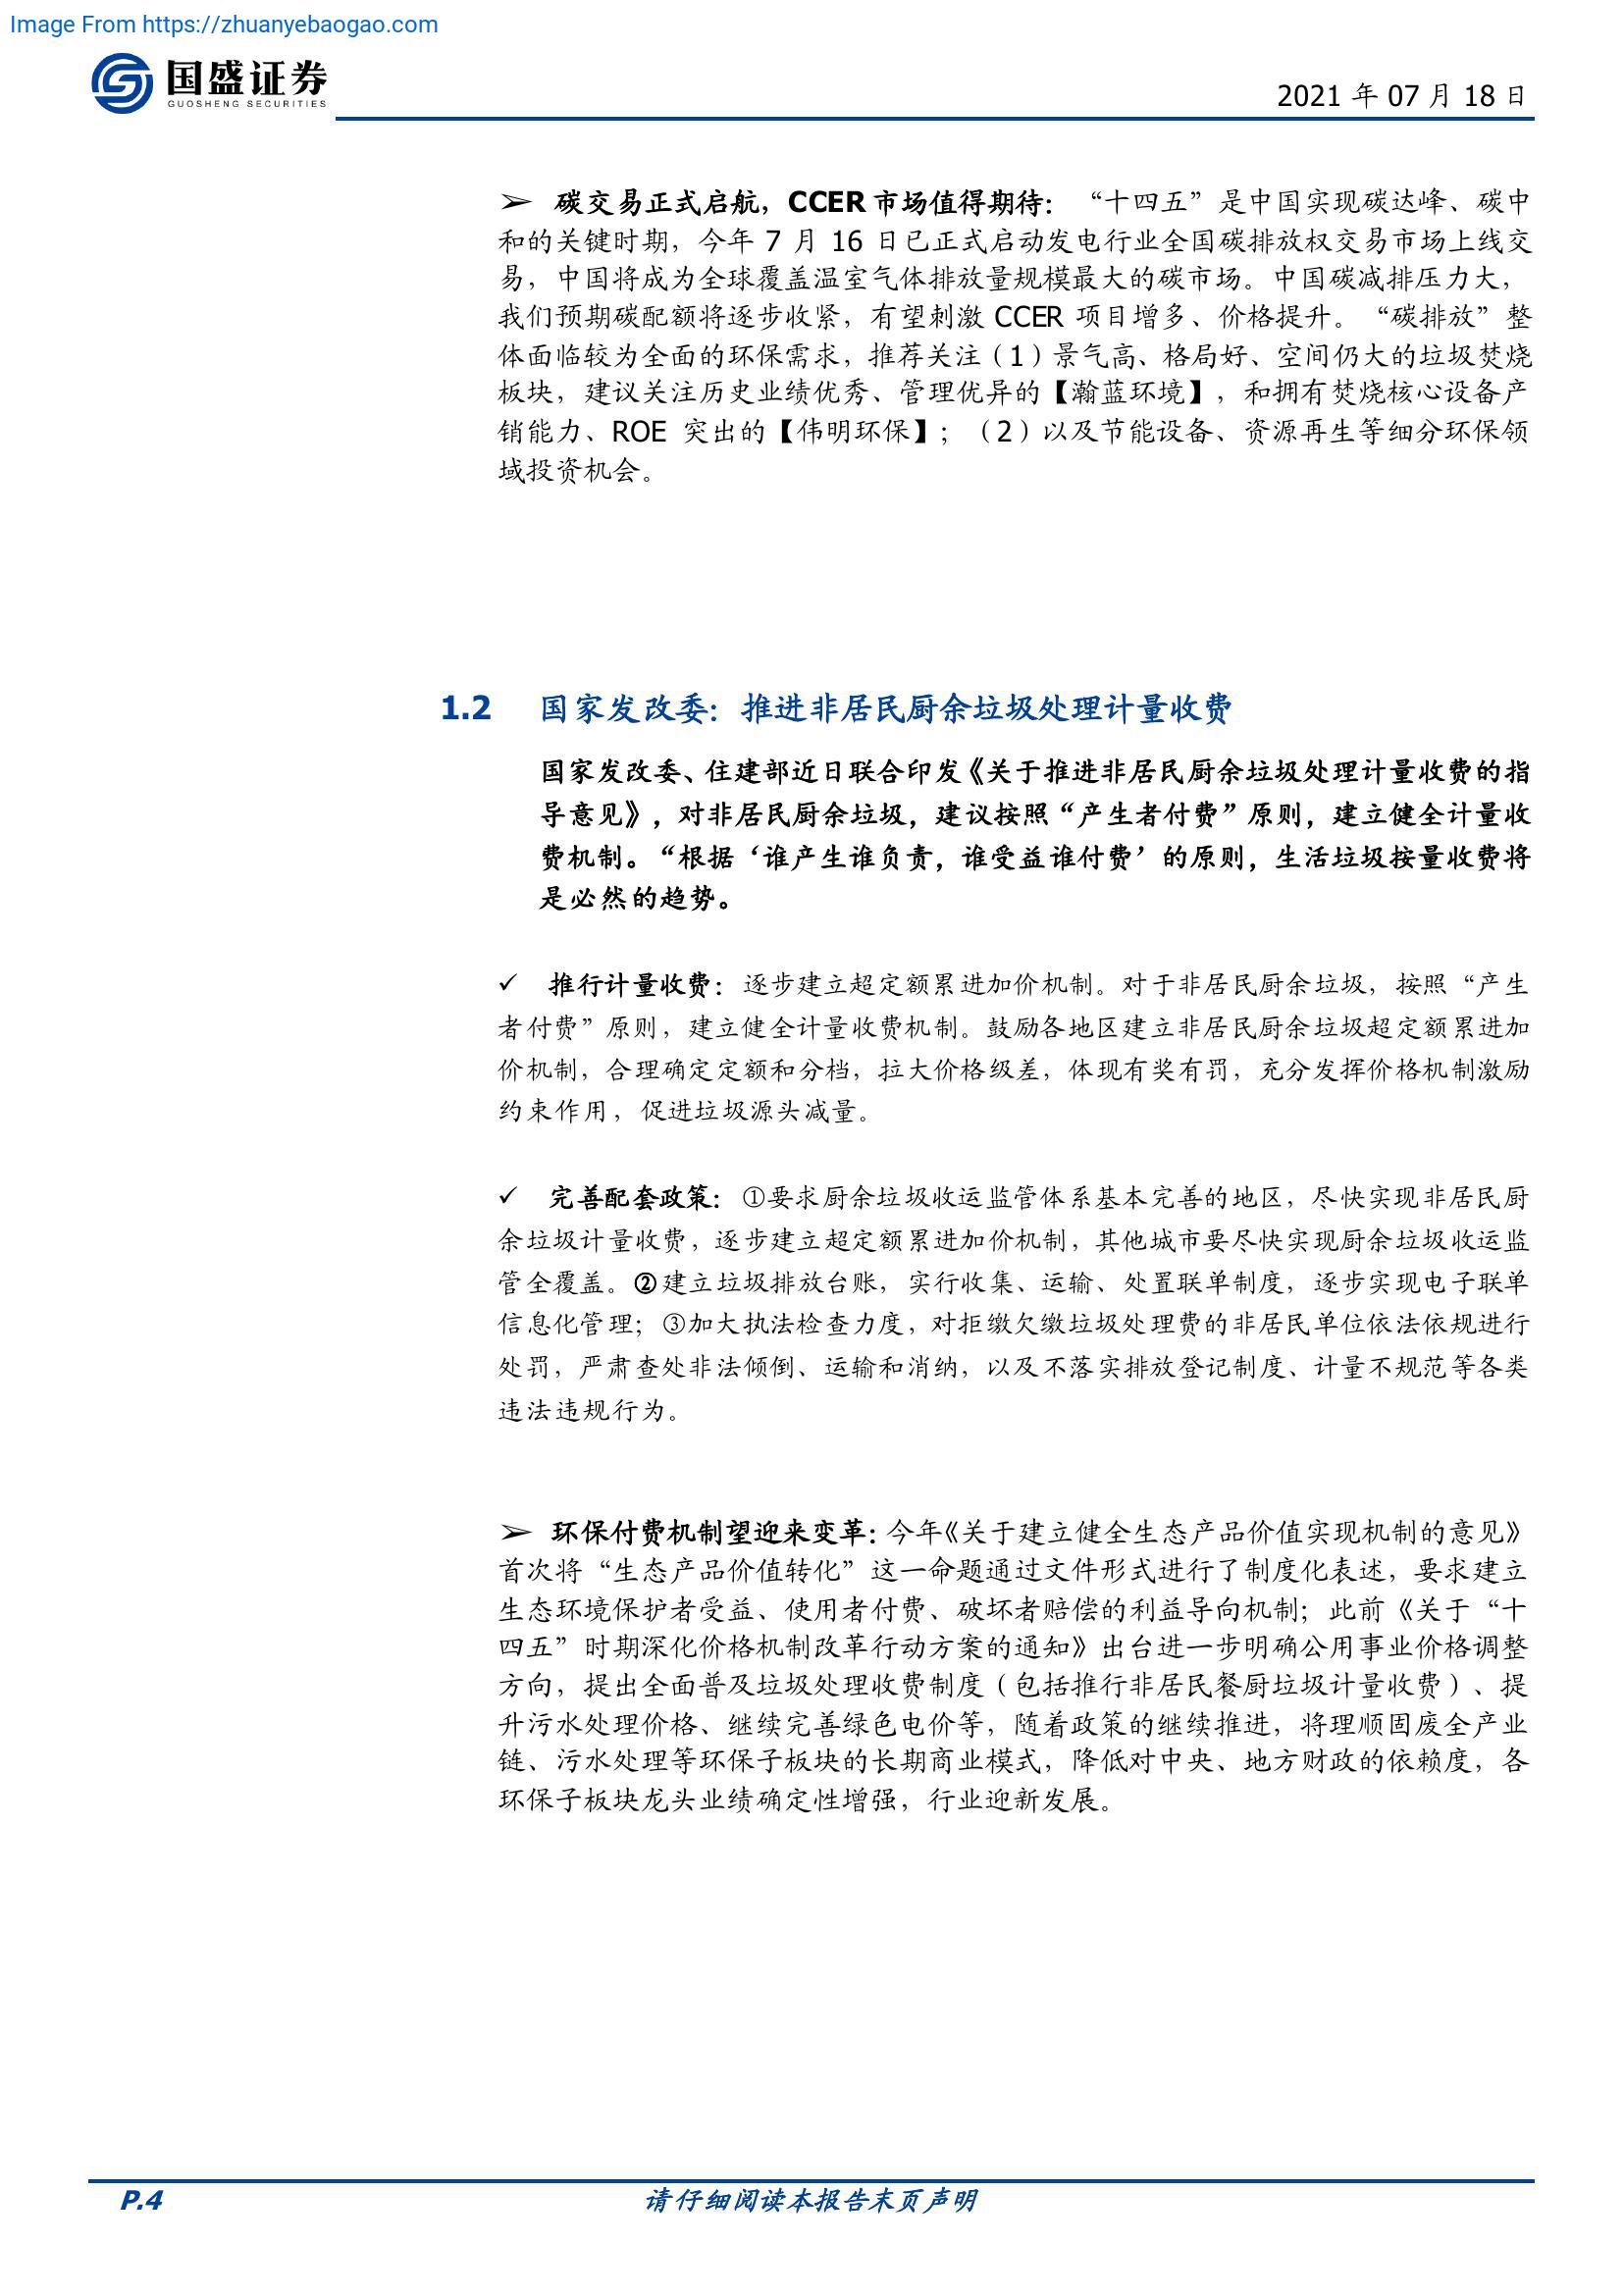 Image From https://zhuanyebaogao.com
国盛证券
GUOSHENG SECURITIES
2021 年 07 月 18 日
➢ 碳交易正式启航，CCER 市场值得期待：“十四五”是中国实现碳达峰、碳中
和的关键时期，今年 7 月 16 日已正式启动发电行业全国碳排放权交易市场上线交
易，中国将成为全球覆盖温室气体排放量规模最大的碳市场。中国碳减排压力大，
我们预期碳配额将逐步收紧，有望刺激 CCER 项目增多、价格提升。“碳排放”整
体面临较为全面的环保需求，推荐关注（1）景气高、格局好、空间仍大的垃圾焚烧
板块，建议关注历史业绩优秀、管理优异的【瀚蓝环境】，和拥有焚烧核心设备产
销能力、ROE 突出的【伟明环保】；（2）以及节能设备、资源再生等细分环保领
域投资机会。
1.2 国家发改委：推进非居民厨余垃圾处理计量收费
国家发改委、住建部近日联合印发《关于推进非居民厨余垃圾处理计量收费的指
导意见》，对非居民厨余垃圾，建议按照“产生者付费”原则，建立健全计量收
费机制。“根据‘谁产生谁负责，谁受益谁付费’的原则，生活垃圾按量收费将
是必然的趋势。
✓ 推行计量收费：逐步建立超定额累进加价机制。对于非居民厨余垃圾，按照“产生
者付费”原则，建立健全计量收费机制。鼓励各地区建立非居民厨余垃圾超定额累进加
价机制，合理确定定额和分档，拉大价格级差，体现有奖有罚，充分发挥价格机制激励
约束作用，促进垃圾源头减量。
✓ 完善配套政策：①要求厨余垃圾收运监管体系基本完善的地区，尽快实现非居民厨
余垃圾计量收费，逐步建立超定额累进加价机制，其他城市要尽快实现厨余垃圾收运监
管全覆盖。②建立垃圾排放台账，实行收集、运输、处置联单制度，逐步实现电子联单
信息化管理；③加大执法检查力度，对拒缴欠缴垃圾处理费的非居民单位依法依规进行
处罚，严肃查处非法倾倒、运输和消纳，以及不落实排放登记制度、计量不规范等各类
违法违规行为。
➢ 环保付费机制望迎来变革：今年《关于建立健全生态产品价值实现机制的意见》
首次将“生态产品价值转化”这一命题通过文件形式进行了制度化表述，要求建立
生态环境保护者受益、使用者付费、破坏者赔偿的利益导向机制；此前《关于“十
四五”时期深化价格机制改革行动方案的通知》出台进一步明确公用事业价格调整
方向，提出全面普及垃圾处理收费制度（包括推行非居民餐厨垃圾计量收费）、提
升污水处理价格、继续完善绿色电价等，随着政策的继续推进，将理顺固废全产业
链、污水处理等环保子板块的长期商业模式，降低对中央、地方财政的依赖度，各
环保子板块龙头业绩确定性增强，行业迎新发展。
P.4
请仔细阅读本报告末页声明